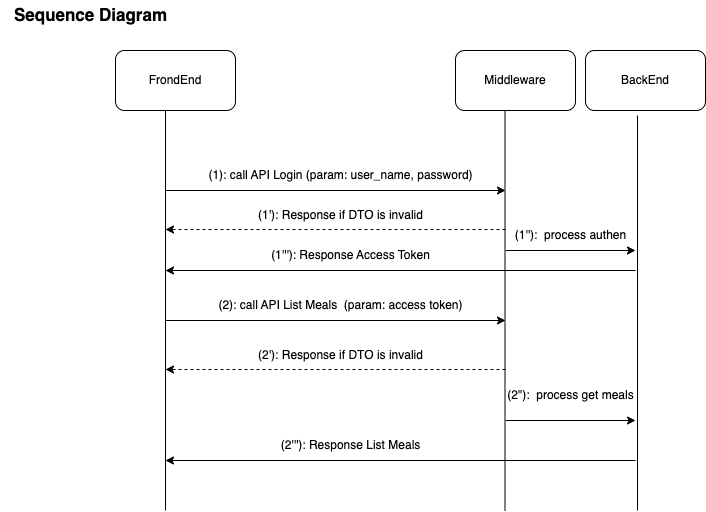 Sequence Diagram
FrondEnd
Middleware
BackEnd
(1): call API Login (param: user_name, password)
(1'): Response if DTO is invalid
(1"):  process authen
(1'"): Response Access Token
(2): call API List Meals  (param: access token)
(2'): Response if DTO is invalid
(2"):  process get meals
(2'"): Response List Meals